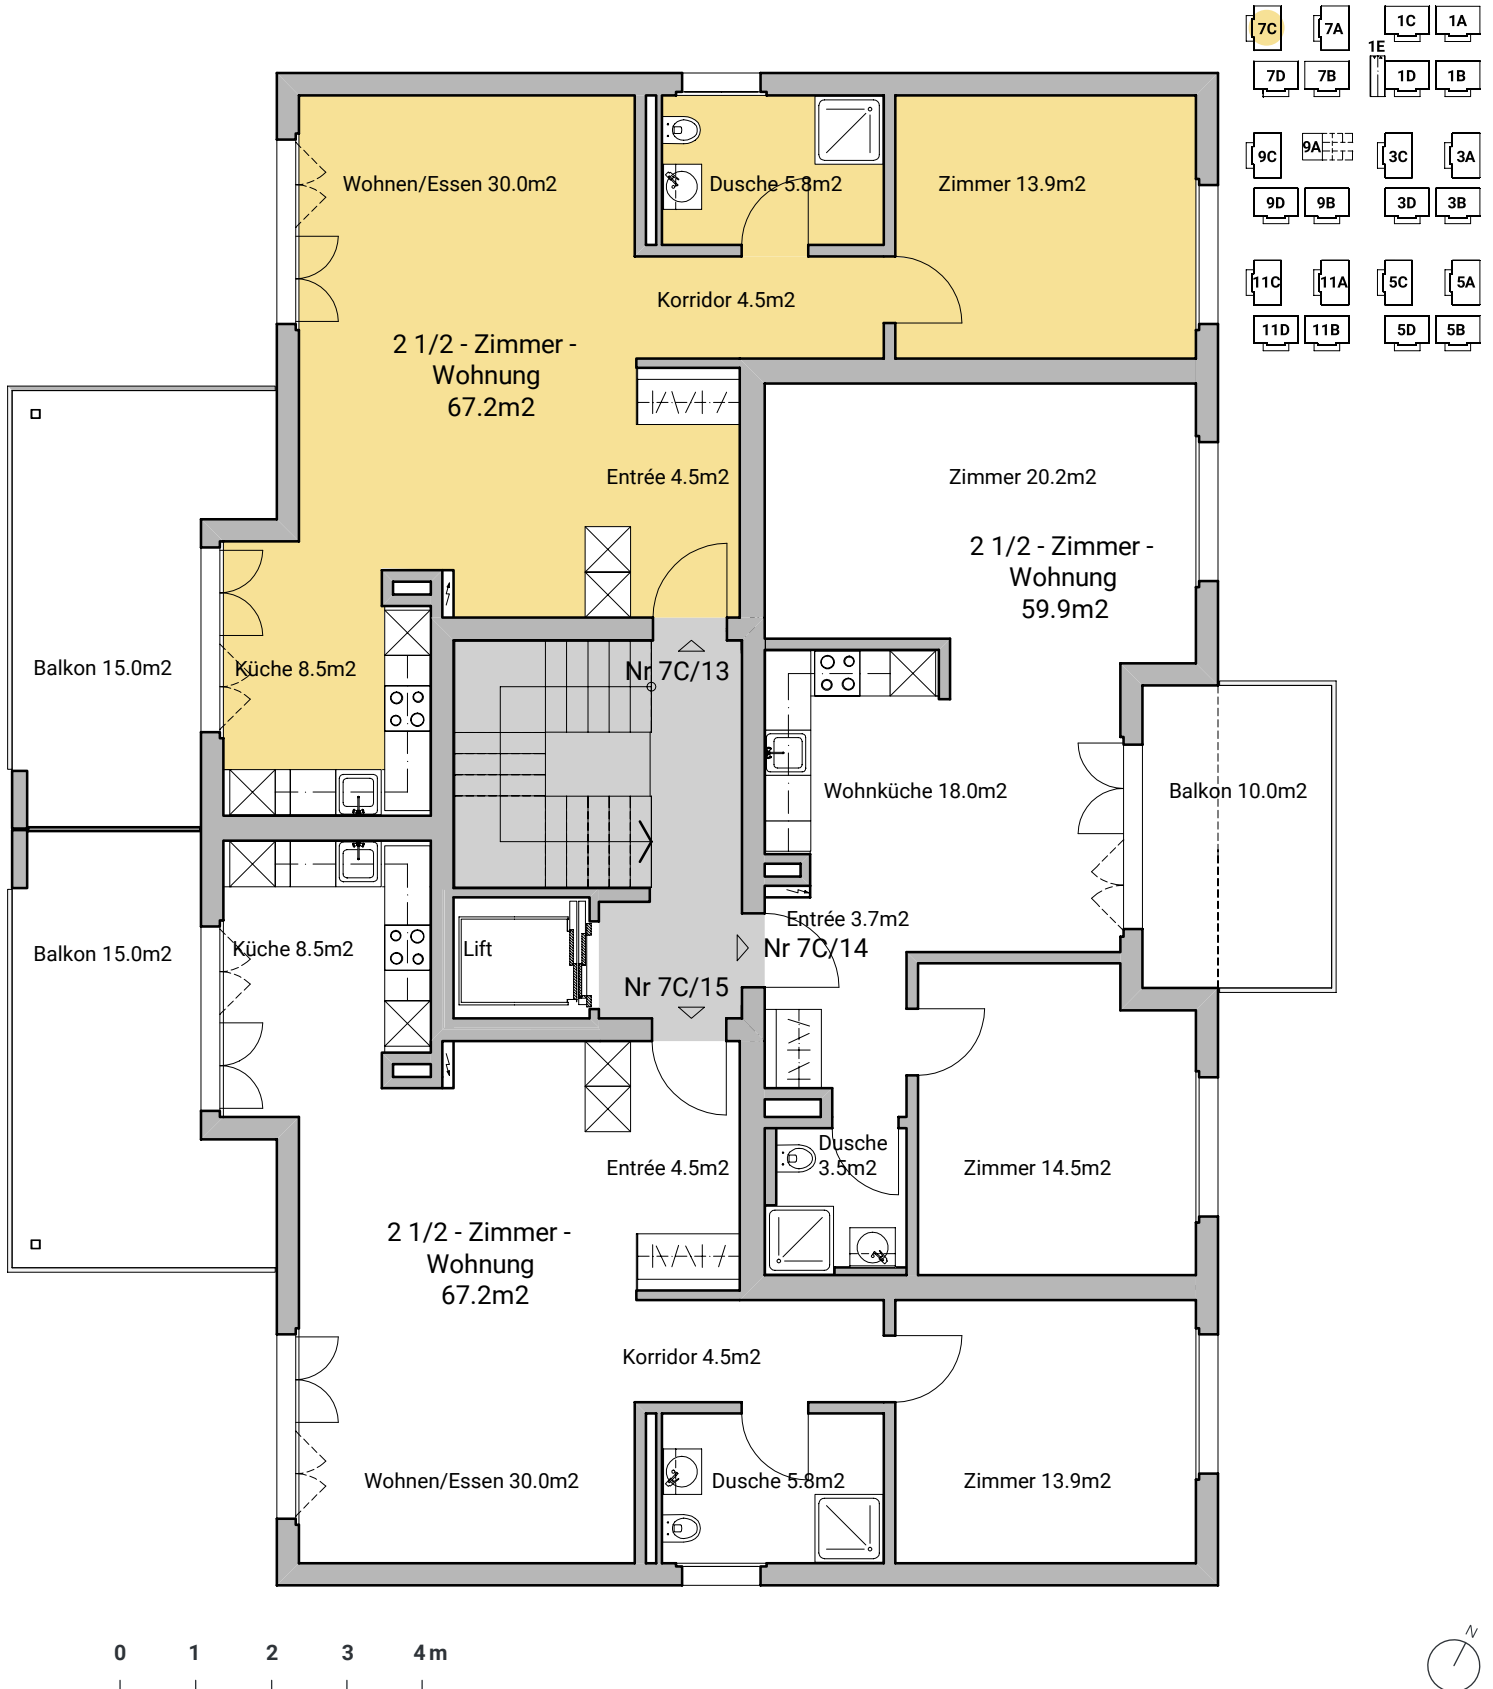 7C 7A 1C 1A
1E
7D 7B 1D 1B
9C 9A 3C 3A
9D 9B 3D 3B
11C 11A 5C 5A
11D 11B 5D 5B
Wohnen/Essen 30.0m2
Dusche 5.8m2
Zimmer 13.9m2
Korridor 4.5m2
2 1/2 - Zimmer -
Wohnung
67.2m2
Entrée 4.5m2
Zimmer 20.2m2
2 1/2 - Zimmer -
Wohnung
59.9m2
Balkon 15.0m2
Küche 8.5m2
Nr 7C/13
Wohnküche 18.0m2
Balkon 10.0m2
Entrée 3.7m2
Nr 7C/14
Balkon 15.0m2
Küche 8.5m2
Lift
Nr 7C/15
Dusche
3.5m2
Entrée 4.5m2
Zimmer 14.5m2
2 1/2 - Zimmer -
Wohnung
67.2m2
Korridor 4.5m2
Wohnen/Essen 30.0m2
Dusche 5.8m2
Zimmer 13.9m2
0 1 2 3 4 m
N